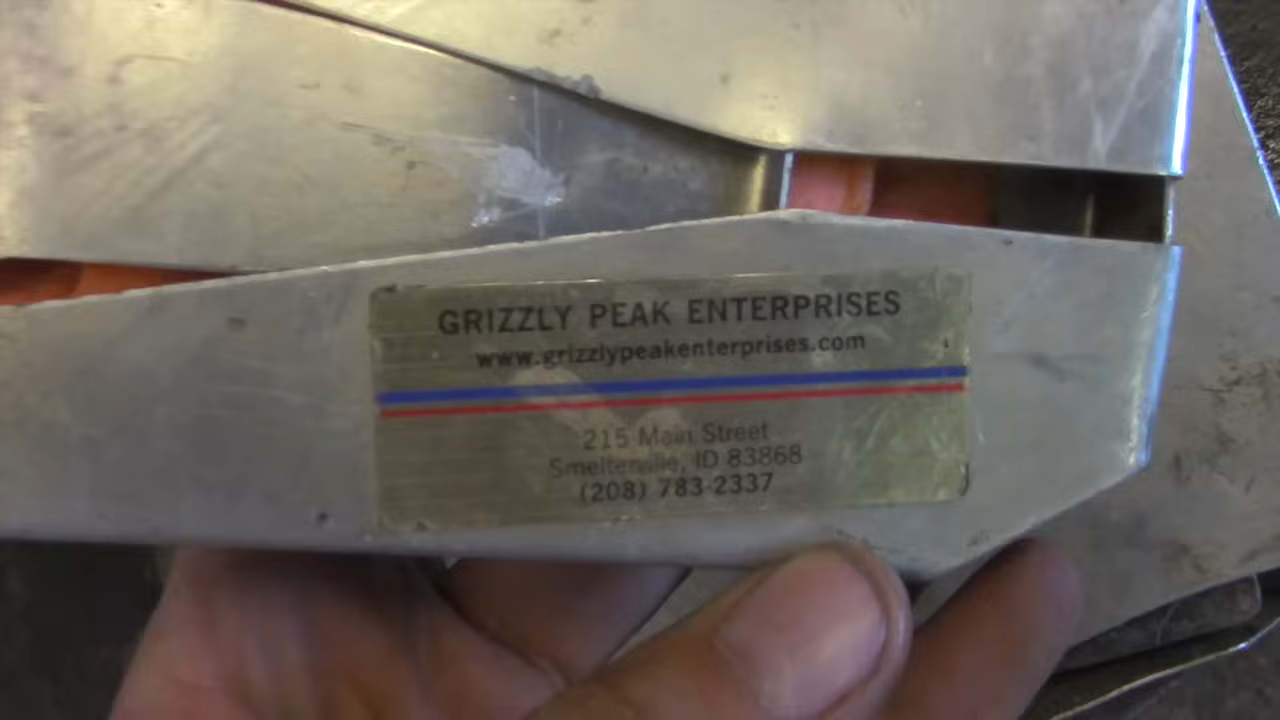 GRIZZLY PEAK ENTERPRISES
www.grizzlypeakenterprises.com
215 Main Street
Smelterville, ID 83868
(208) 783-2337